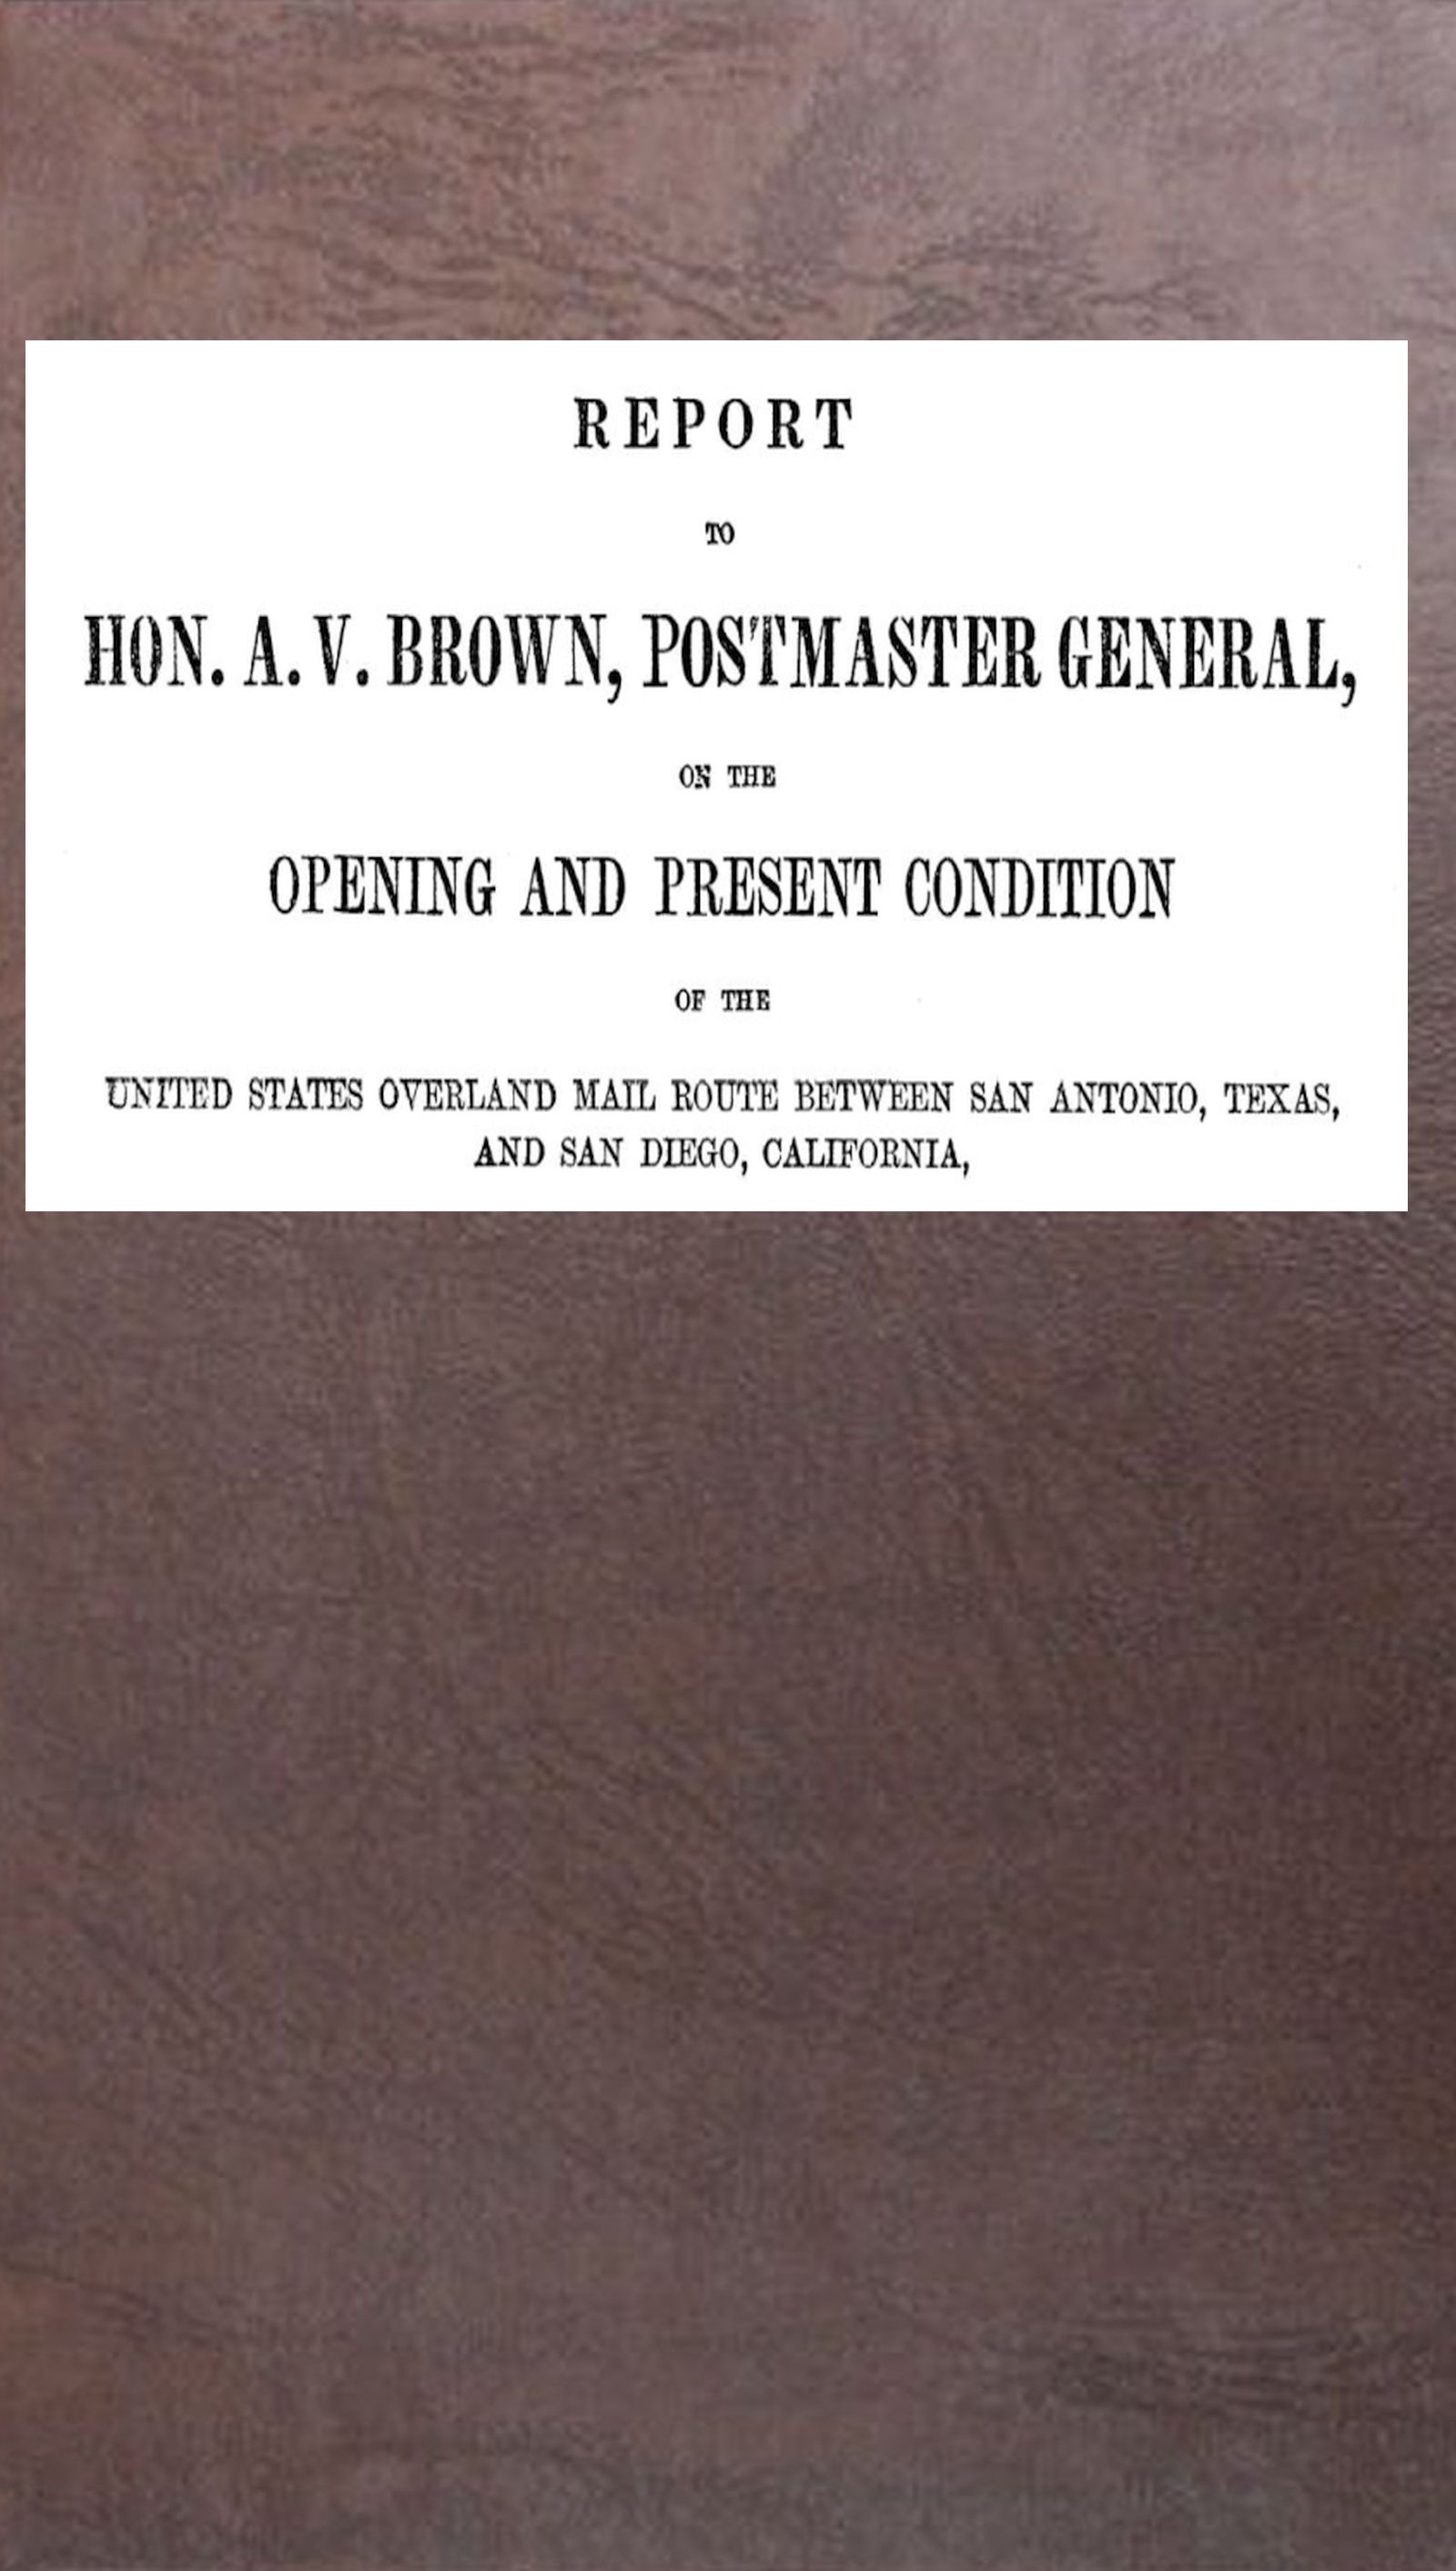 REPORT
TO
HON. A. V. BROWN, POSTMASTER GENERAL,
ON THE
OPENING AND PRESENT CONDITION
OF THE
UNITED STATES OVERLAND MAIL ROUTE BETWEEN SAN ANTONIO, TEXAS,
AND SAN DIEGO, CALIFORNIA,